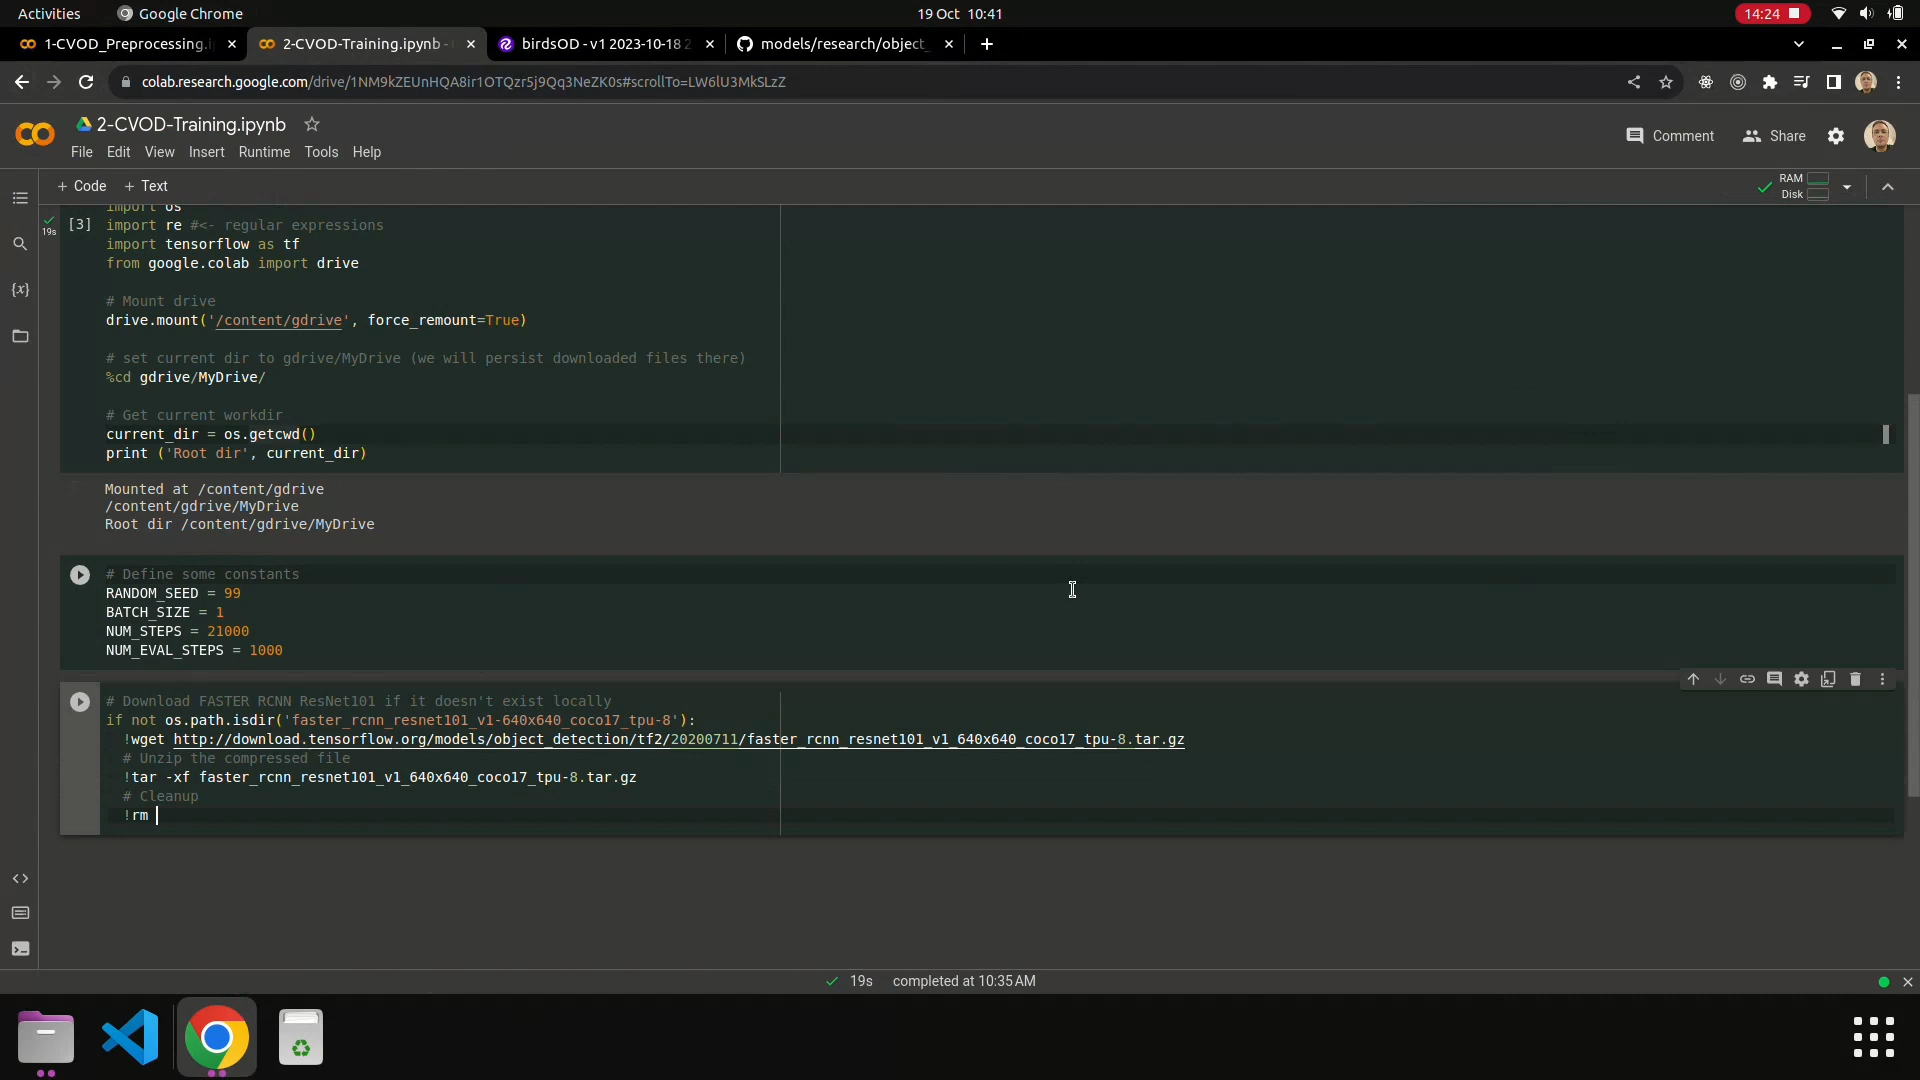 Activities Google Chrome 19 Oct 10:41 14:24
1-CVOD_Preprocessing.i 2-CVOD-Training.ipynb - birdsOD - v1 2023-10-18 2 models/research/object_
colab.research.google.com/drive/1NM9kZEUnHQA8ir1OTQzr5j9Qq3NeZK0s#scrollTo=LW6lU3MkSLzZ
2-CVOD-Training.ipynb
Comment Share
File Edit View Insert Runtime Tools Help
+ Code + Text
RAM
Disk
import os
[3] import re #<- regular expressions
19s
import tensorflow as tf
from google.colab import drive
{x}
# Mount drive
drive.mount('/content/gdrive', force_remount=True)
# set current dir to gdrive/MyDrive (we will persist downloaded files there)
%cd gdrive/MyDrive/
# Get current workdir
current_dir = os.getcwd()
print ('Root dir', current_dir)
Mounted at /content/gdrive
/content/gdrive/MyDrive
Root dir /content/gdrive/MyDrive
# Define some constants
RANDOM_SEED = 99
BATCH_SIZE = 1
NUM_STEPS = 21000
NUM_EVAL_STEPS = 1000
# Download FASTER RCNN ResNet101 if it doesn't exist locally
if not os.path.isdir('faster_rcnn_resnet101_v1-640x640_coco17_tpu-8'):
!wget http://download.tensorflow.org/models/object_detection/tf2/20200711/faster_rcnn_resnet101_v1_640x640_coco17_tpu-8.tar.gz
# Unzip the compressed file
!tar -xf faster_rcnn_resnet101_v1_640x640_coco17_tpu-8.tar.gz
# Cleanup
!rm
19s completed at 10:35 AM